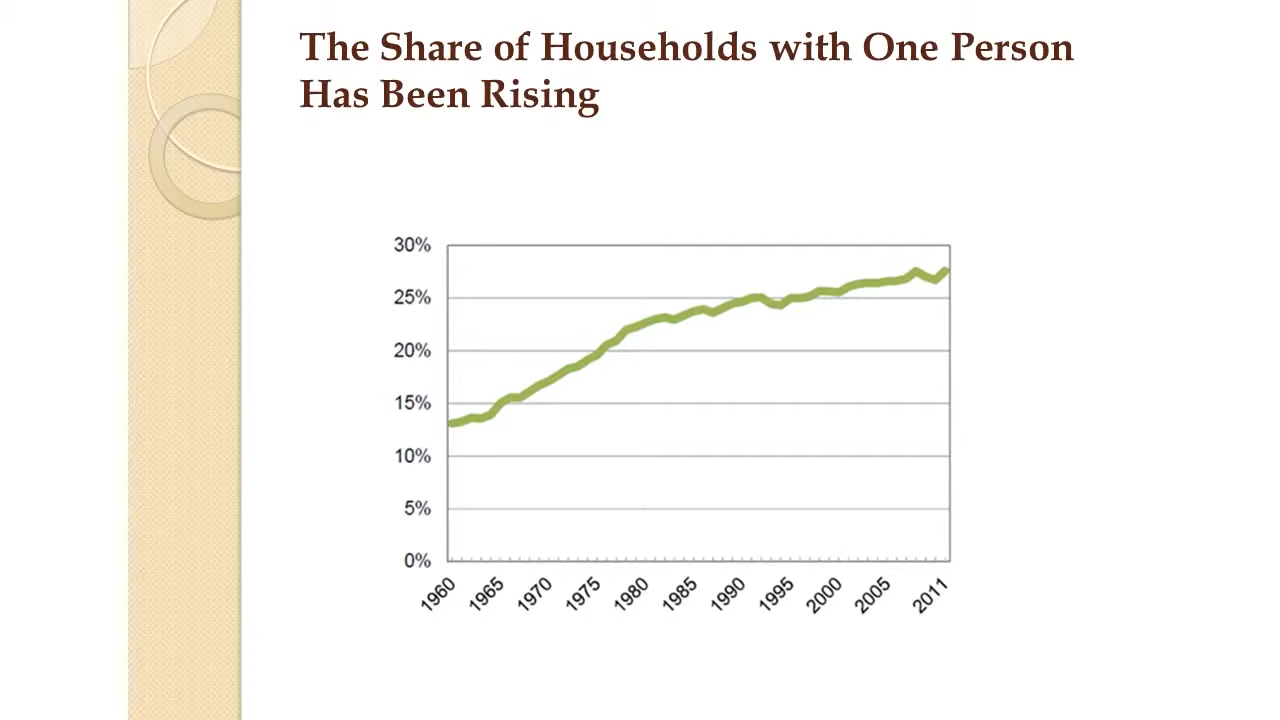 The Share of Households with One Person
Has Been Rising
30%
25%
20%
15%
10%
5%
0%
1960 1965 1970 1975 1980 1985 1990 1995 2000 2005 2011